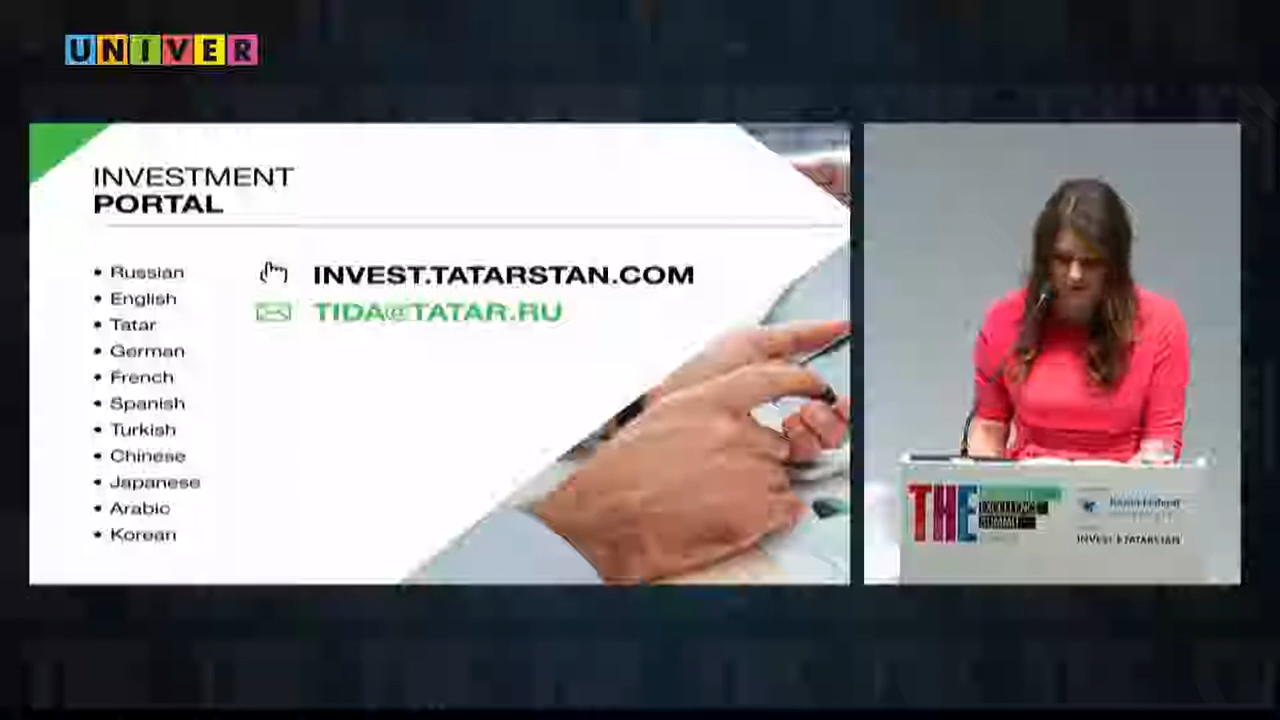 UNIVER
INVESTMENT
PORTAL
• Russian
• English
• Tatar
• German
• French
• Spanish
• Turkish
• Chinese
• Japanese
• Arabic
• Korean
INVEST.TATARSTAN.COM
TIDA@TATAR.RU
THE
EXCELLENCE
SUMMIT
INVEST TATARSTAN